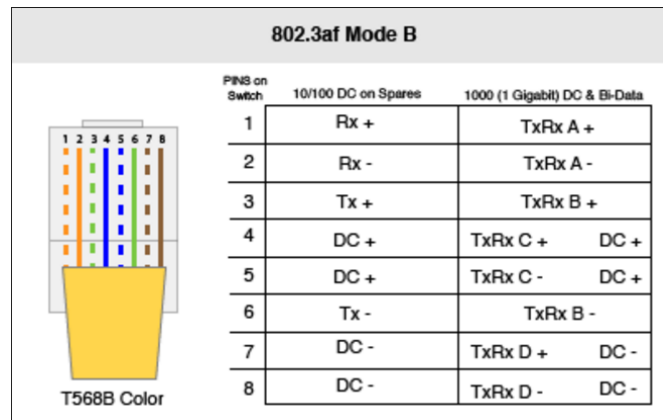 802.3af Mode B
PINS on
Switch
10/100 DC on Spares
1000 (1 Gigabit) DC & Bi-Data
1 2 3 4 5 6 7 8
1 Rx + TxRx A +
2 Rx - TxRx A -
3 Tx + TxRx B +
4 DC + TxRx C + DC +
5 DC + TxRx C - DC +
6 Tx - TxRx B -
7 DC - TxRx D + DC -
8 DC - TxRx D - DC -
T568B Color